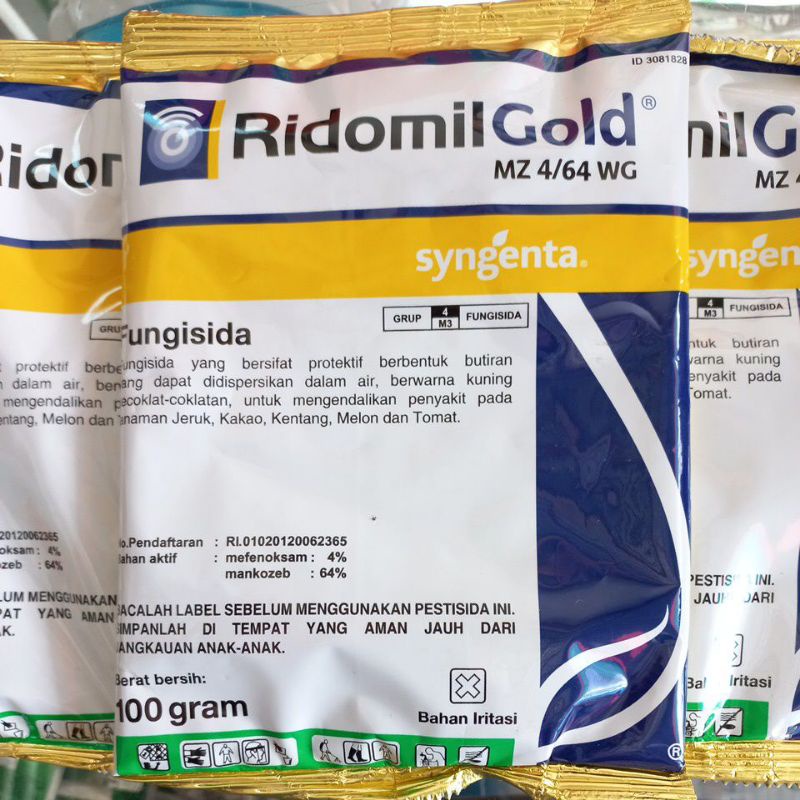 ID 3081828
RidomilGold®
MZ 4/64 WG
syngenta®
GRUP 4 M3 FUNGISIDA
Fungisida
fungisida yang bersifat protektif berbentuk butiran
yang dapat didispersikan dalam air, berwarna kuning
kecoklat-coklatan, untuk mengendalikan penyakit pada
tanaman Jeruk, Kakao, Kentang, Melon dan Tomat.
No.Pendaftaran : RI.01020120062365
Bahan aktif : mefenoksam : 4%
mankozeb : 64%
BACALAH LABEL SEBELUM MENGGUNAKAN PESTISIDA INI.
SIMPANLAH DI TEMPAT YANG AMAN JAUH DARI
JANGKAUAN ANAK-ANAK.
Berat bersih:
100 gram
Bahan Iritasi
®